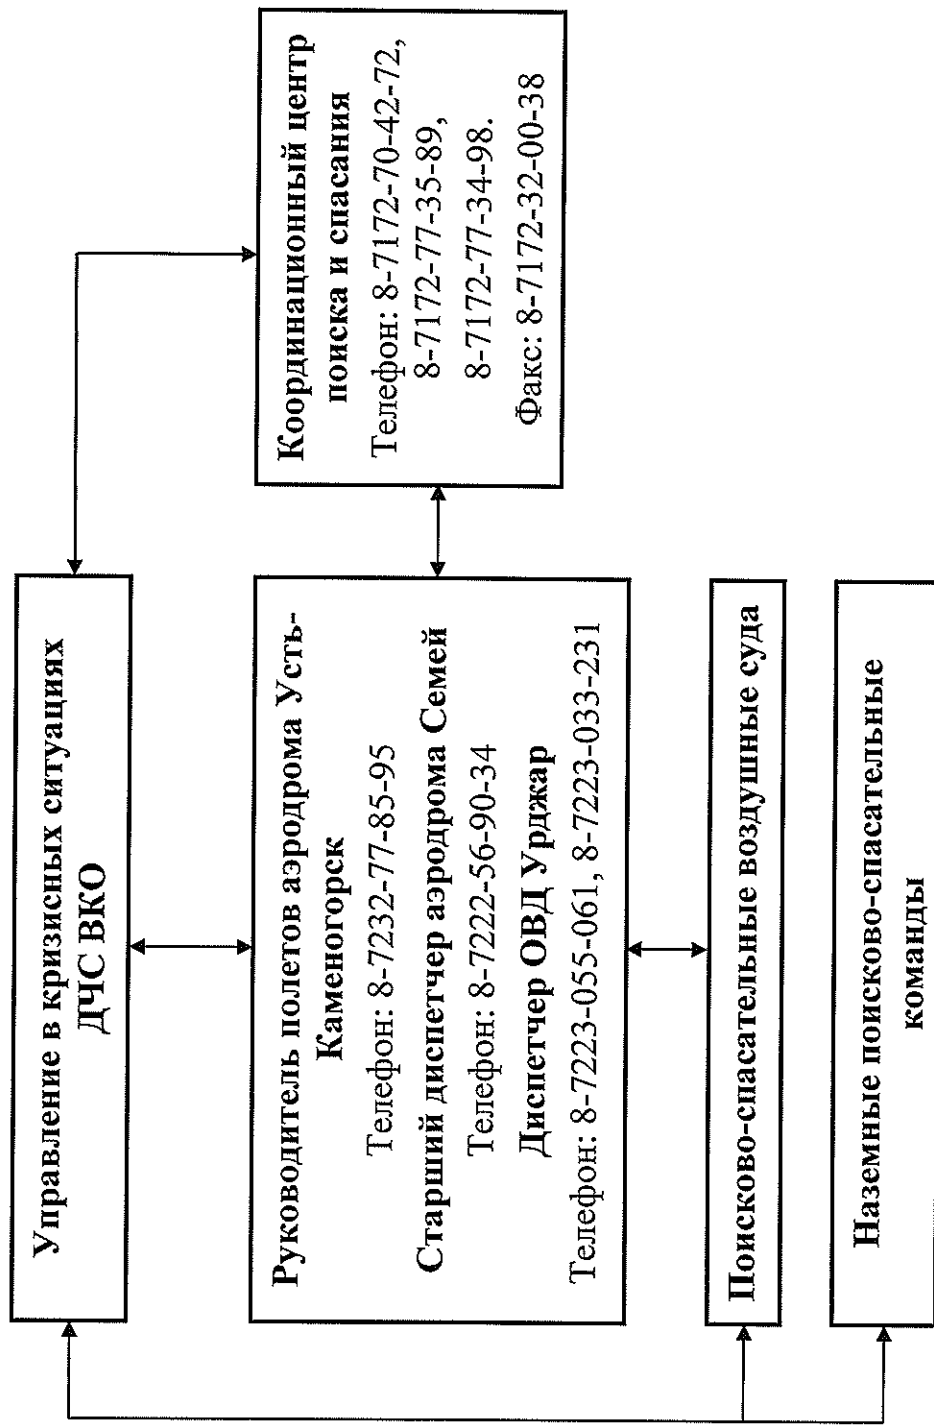 Управление в кризисных ситуациях
ДЧС ВКО
Руководитель полетов аэродрома Усть-
Каменогорск
Телефон: 8-7232-77-85-95
Старший диспетчер аэродрома Семей
Телефон: 8-7222-56-90-34
Диспетчер ОВД Урджар
Телефон: 8-7223-055-061, 8-7223-033-231
Координационный центр
поиска и спасания
Телефон: 8-7172-70-42-72,
8-7172-77-35-89,
8-7172-77-34-98.
Факс: 8-7172-32-00-38
Поисково-спасательные воздушные суда
Наземные поисково-спасательные
команды